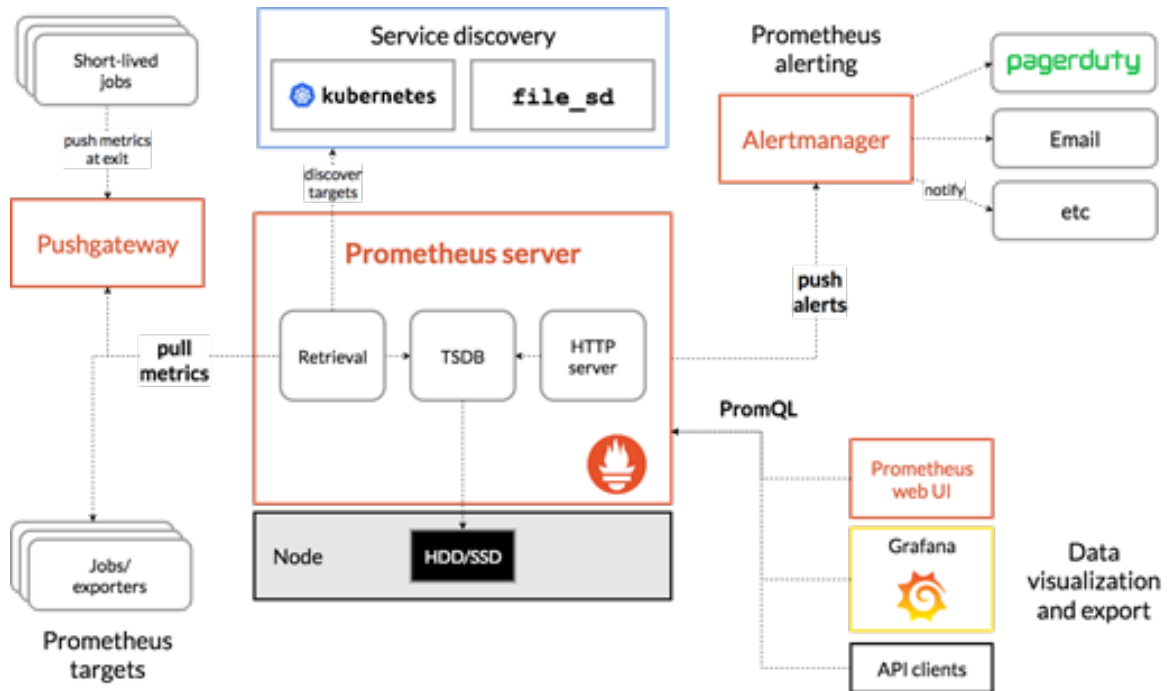 Short-lived
jobs
push metrics
at exit
Pushgateway
pull
metrics
Jobs/
exporters
Prometheus
targets
Service discovery
kubernetes
file_sd
discover
targets
Prometheus server
Retrieval
TSDB
HTTP
server
Node
HDD/SSD
Prometheus
alerting
Alertmanager
pagerduty
Email
notify
etc
push
alerts
PromQL
Prometheus
web UI
Grafana
API clients
Data
visualization
and export